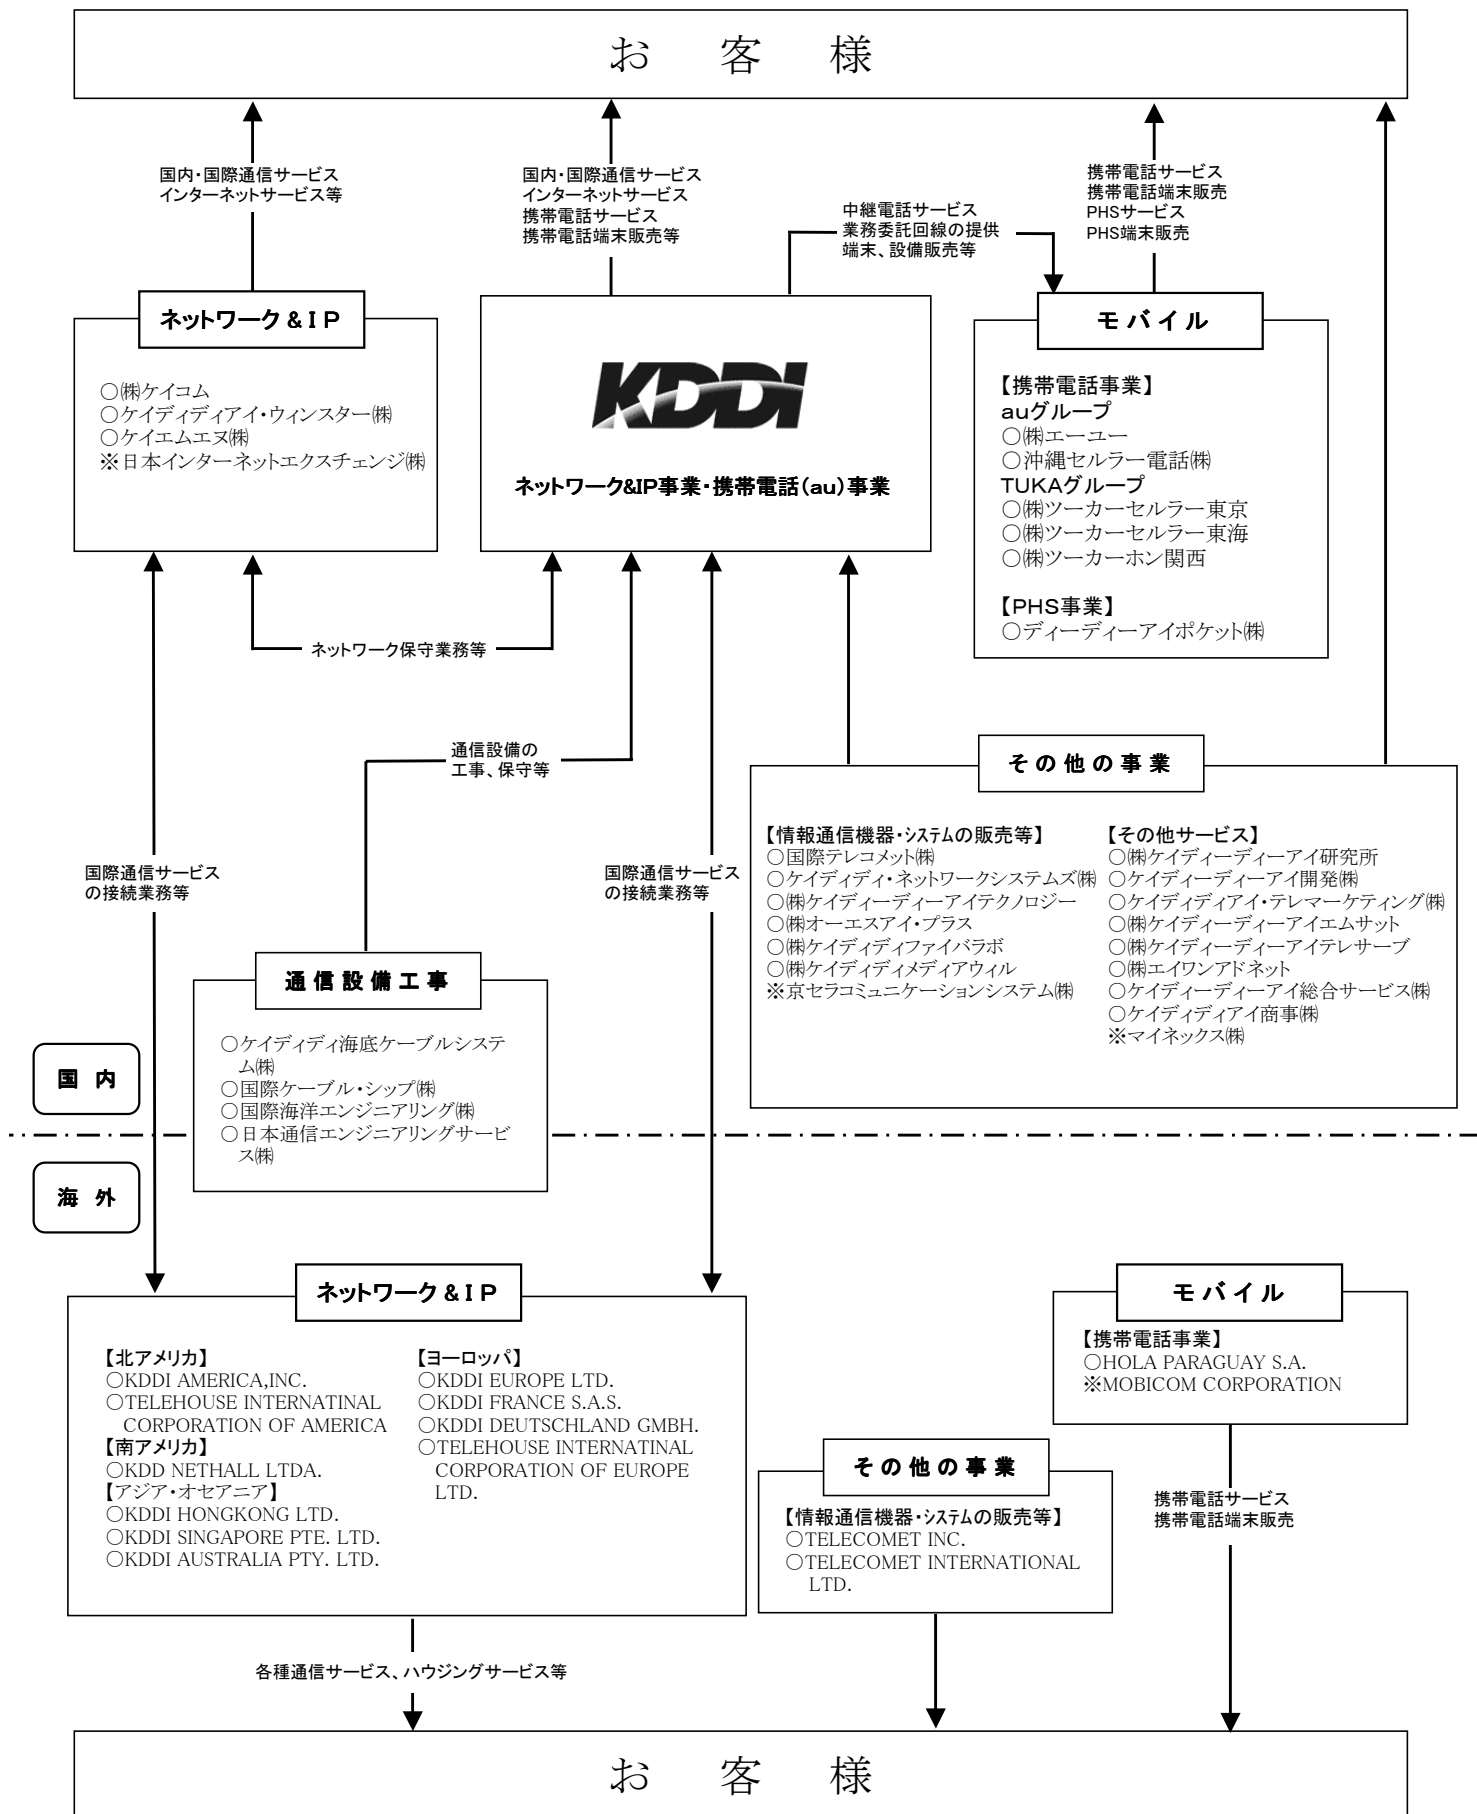 お 客 様
国内・国際通信サービス
インターネットサービス等
国内・国際通信サービス
インターネットサービス
携帯電話サービス
携帯電話端末販売等
中継電話サービス
業務委託回線の提供
端末、設備販売等
携帯電話サービス
携帯電話端末販売
PHSサービス
PHS端末販売
ネットワーク&IP
○㈱ケイコム
○ケイディディアイ・ウィンスター㈱
○ケイエムエヌ㈱
※日本インターネットエクスチェンジ㈱
KDDI
ネットワーク&IP事業・携帯電話(au)事業
モバイル
【携帯電話事業】
auグループ
○㈱エーユー
○沖縄セルラー電話㈱
TUKAグループ
○㈱ツーカーセルラー東京
○㈱ツーカーセルラー東海
○㈱ツーカーホン関西
【PHS事業】
○ディーディーアイポケット㈱
ネットワーク保守業務等
通信設備の
工事、保守等
国際通信サービス
の接続業務等
国際通信サービス
の接続業務等
その他の事業
【情報通信機器・システムの販売等】
○国際テレコメット㈱
○ケイディディ・ネットワークシステムズ㈱
○㈱ケイディーディーアイテクノロジー
○㈱オーエスアイ・プラス
○㈱ケイディディファイバラボ
○㈱ケイディディメディアウィル
※京セラコミュニケーションシステム㈱
【その他サービス】
○㈱ケイディーディーアイ研究所
○ケイディーディーアイ開発㈱
○ケイディディアイ・テレマーケティング㈱
○㈱ケイディーディーアイエムサット
○㈱ケイディーディーアイテレサーブ
○㈱エイワンアドネット
○ケイディーディーアイ総合サービス㈱
○ケイディディアイ商事㈱
※マイネックス㈱
通信設備工事
○ケイディディ海底ケーブルシステ
ム㈱
○国際ケーブル・シップ㈱
○国際海洋エンジニアリング㈱
○日本通信エンジニアリングサービ
ス㈱
国 内
海 外
ネットワーク&IP
【北アメリカ】
○KDDI AMERICA,INC.
○TELEHOUSE INTERNATINAL
CORPORATION OF AMERICA
【南アメリカ】
○KDD NETHALL LTDA.
【アジア・オセアニア】
○KDDI HONGKONG LTD.
○KDDI SINGAPORE PTE. LTD.
○KDDI AUSTRALIA PTY. LTD.
【ヨーロッパ】
○KDDI EUROPE LTD.
○KDDI FRANCE S.A.S.
○KDDI DEUTSCHLAND GMBH.
○TELEHOUSE INTERNATINAL
CORPORATION OF EUROPE
LTD.
その他の事業
【情報通信機器・システムの販売等】
○TELECOMET INC.
○TELECOMET INTERNATIONAL
LTD.
モバイル
【携帯電話事業】
○HOLA PARAGUAY S.A.
※MOBICOM CORPORATION
携帯電話サービス
携帯電話端末販売
各種通信サービス、ハウジングサービス等
お 客 様